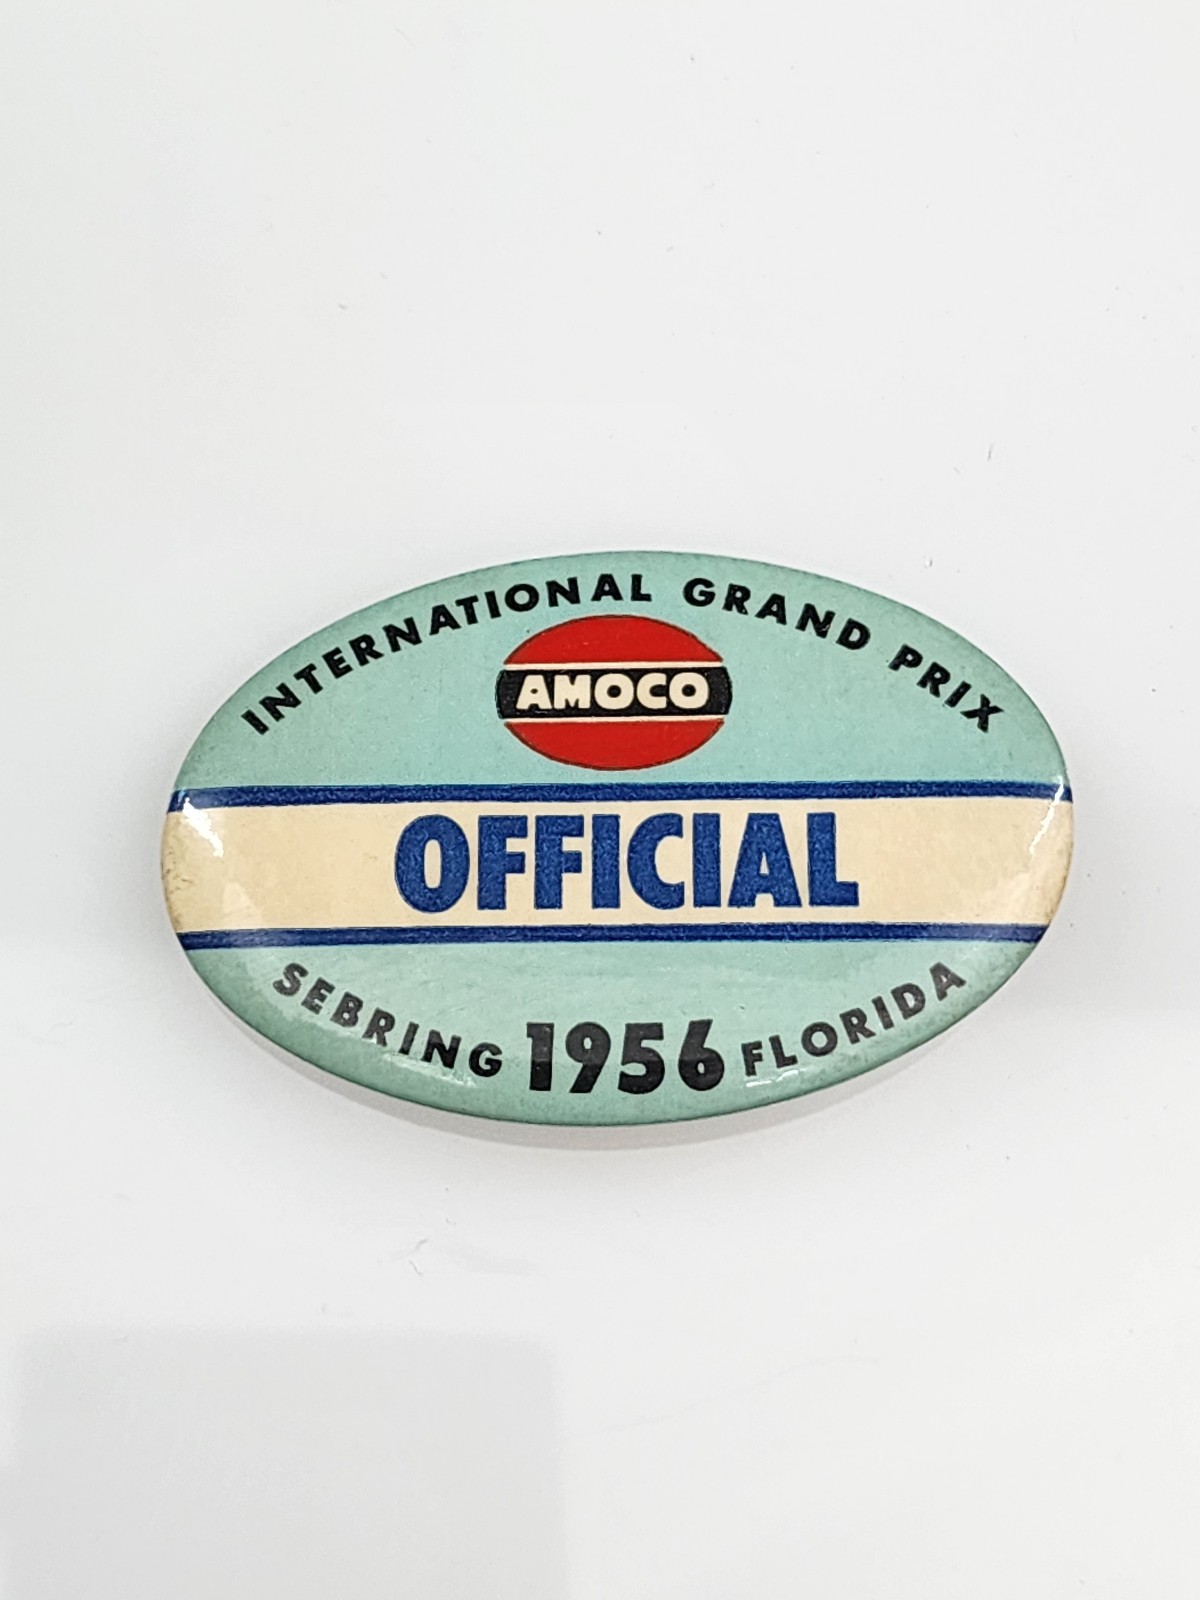 INTERNATIONAL GRAND PRIX
AMOCO
OFFICIAL
SEBRING 1956 FLORIDA